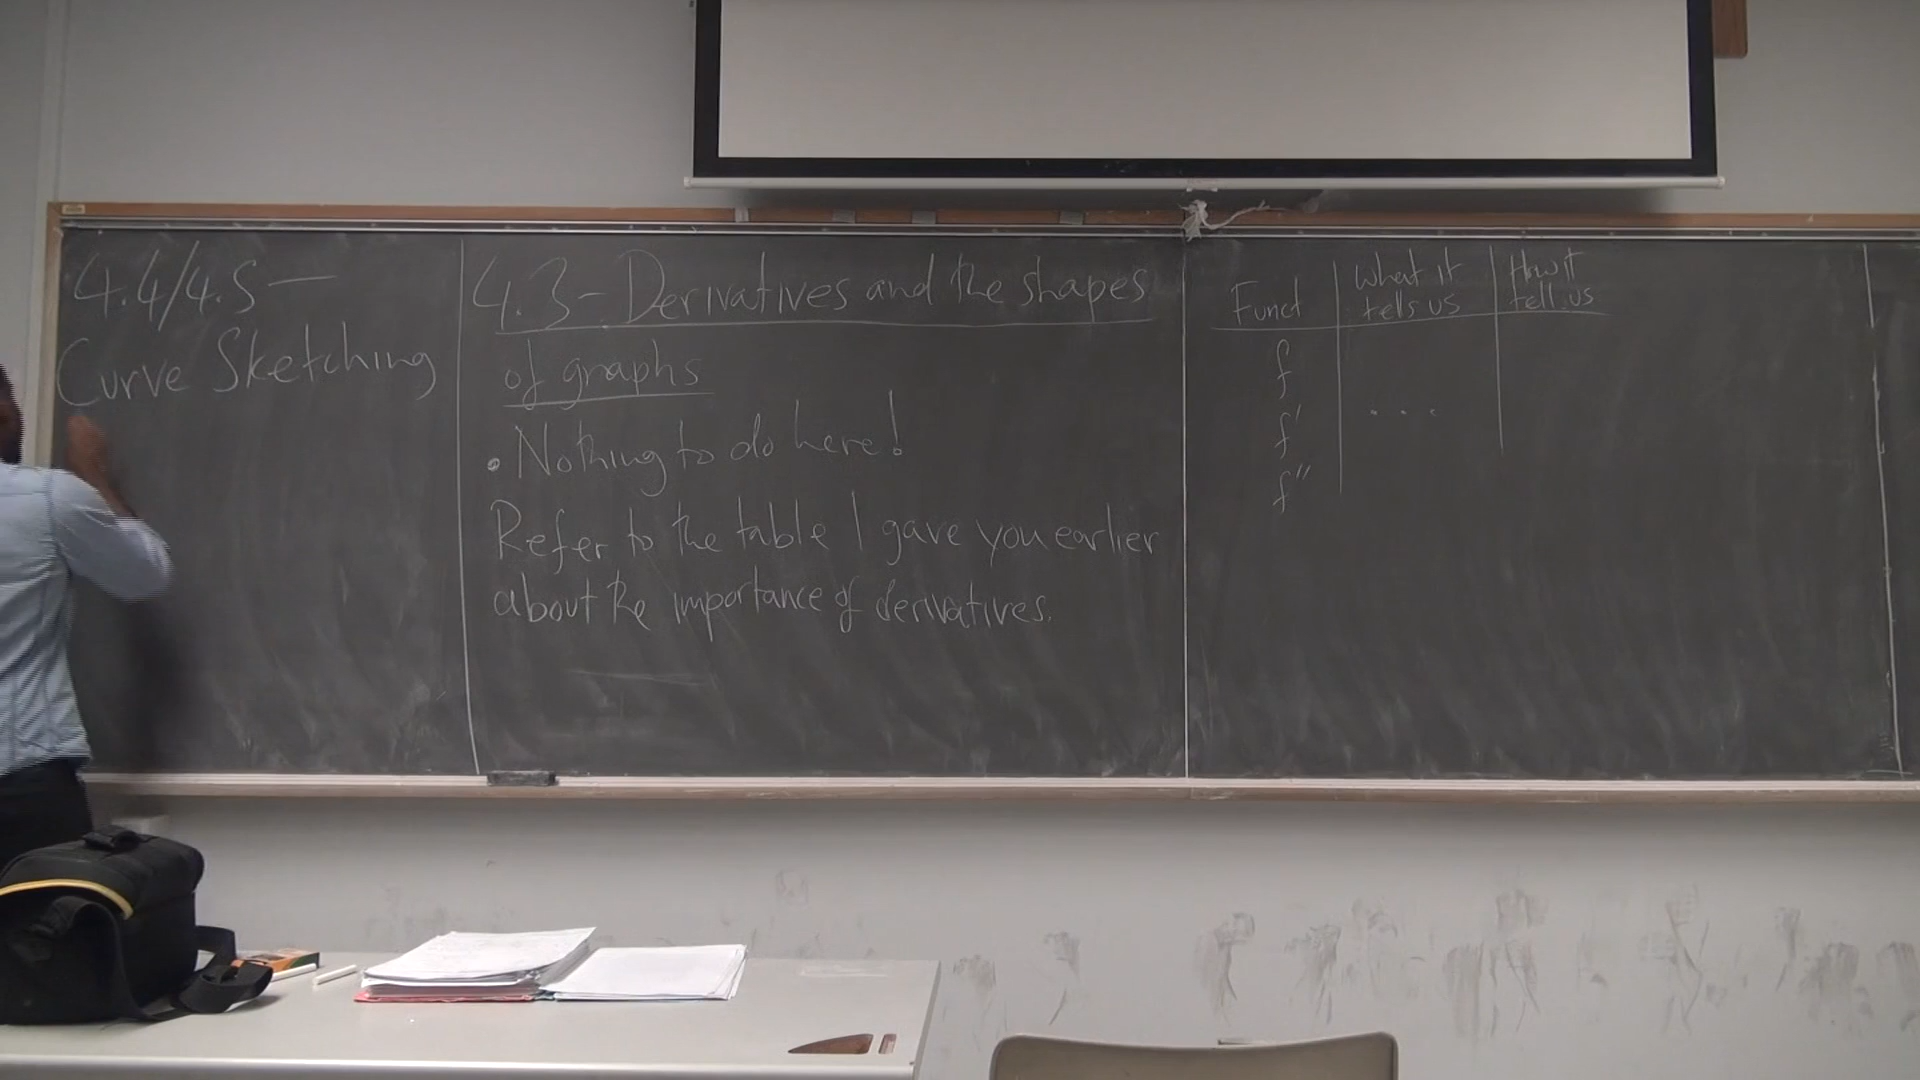 4.4/4.5 -
Curve Sketching
4.3 - Derivatives and the shapes
of graphs
• Nothing to do here!
Refer to the table I gave you earlier
about the importance of derivatives.
Funct What it tells us How it tell us
f
f' ...
f''